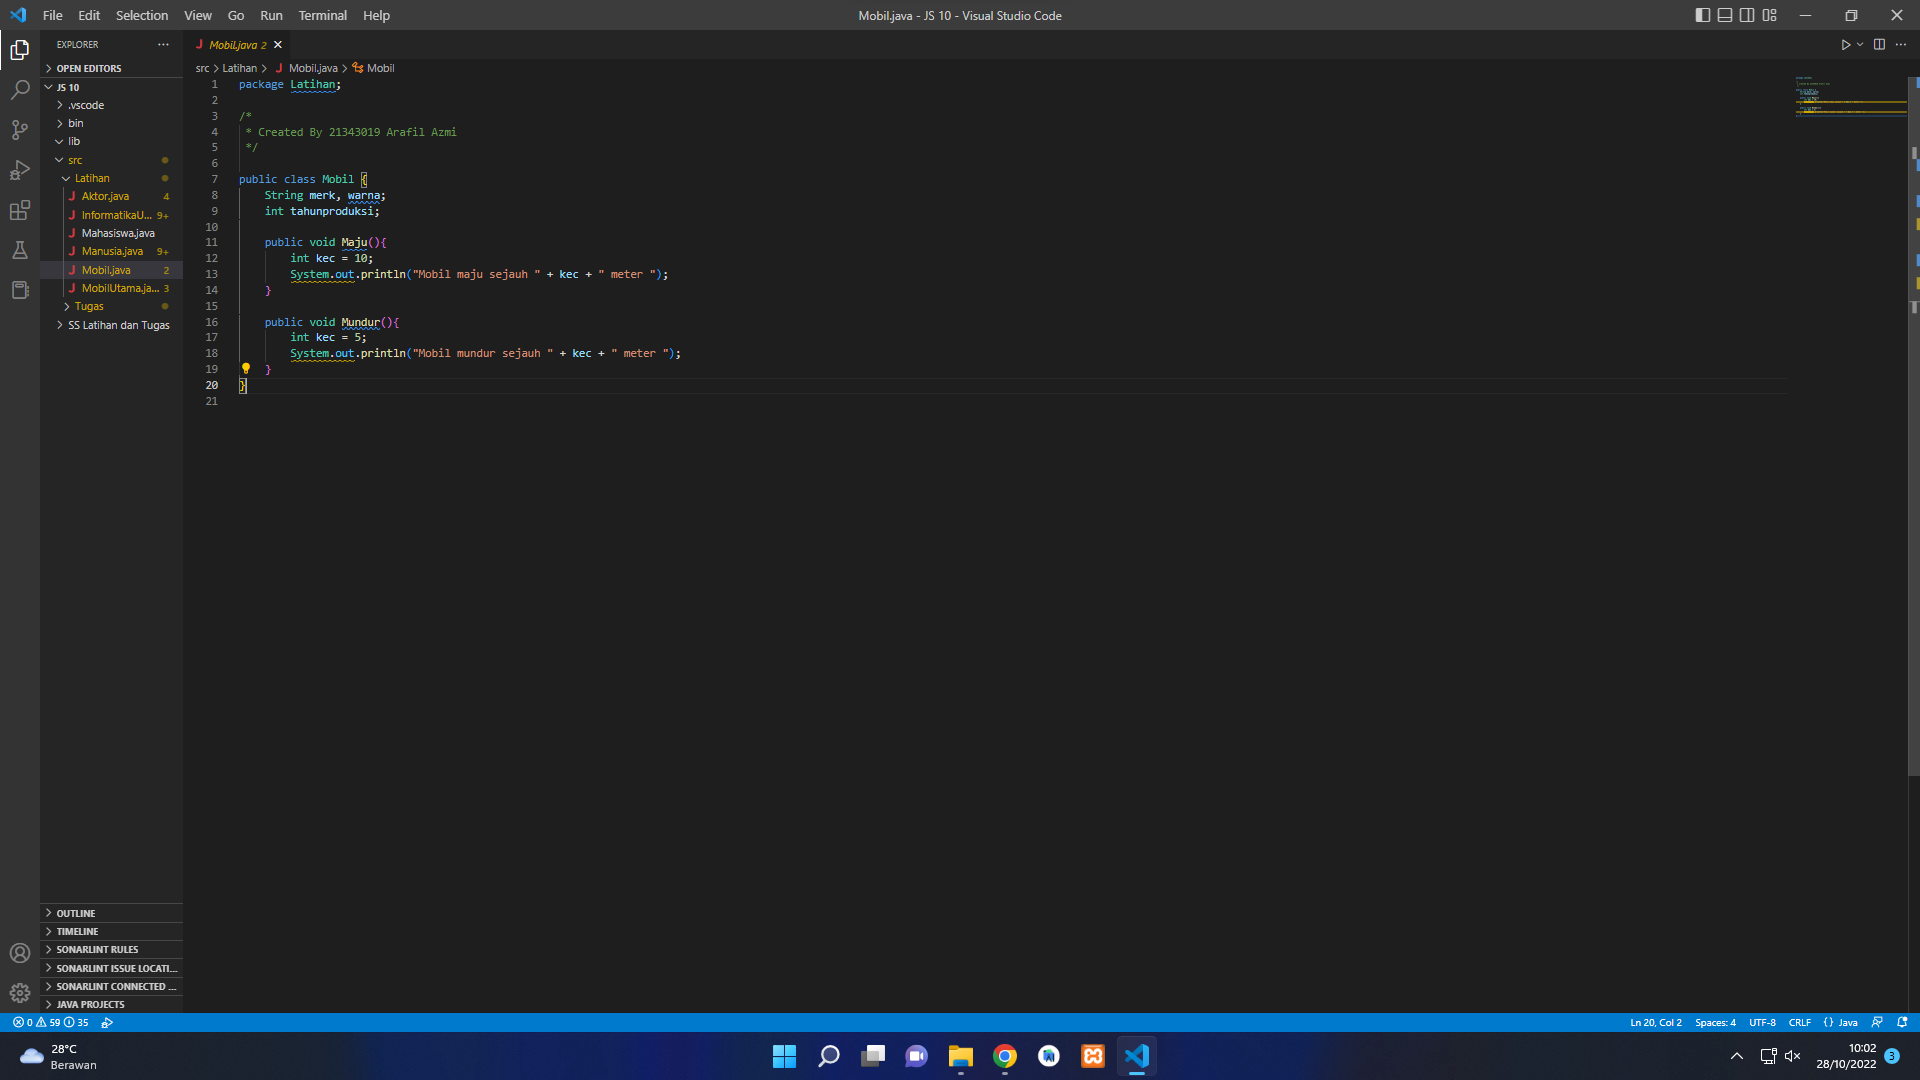 File Edit Selection View Go Run Terminal Help
Mobil.java - JS 10 - Visual Studio Code
EXPLORER
OPEN EDITORS
JS 10
.vscode
bin
lib
src
Latihan
Aktor.java 4
InformatikaU... 9+
Mahasiswa.java
Manusia.java 9+
Mobil.java 2
MobilUtama.ja... 3
Tugas
SS Latihan dan Tugas
OUTLINE
TIMELINE
SONARLINT RULES
SONARLINT ISSUE LOCATI...
SONARLINT CONNECTED ...
JAVA PROJECTS
Mobil.java 2
src > Latihan > Mobil.java > Mobil
1 package Latihan;
2
3 /*
4 * Created By 21343019 Arafil Azmi
5 */
6
7 public class Mobil {
8 String merk, warna;
9 int tahunproduksi;
10
11 public void Maju(){
12 int kec = 10;
13 System.out.println("Mobil maju sejauh " + kec + " meter ");
14 }
15
16 public void Mundur(){
17 int kec = 5;
18 System.out.println("Mobil mundur sejauh " + kec + " meter ");
19 }
20 }
21
0 59 35
Ln 20, Col 2 Spaces: 4 UTF-8 CRLF {} Java
28°C
Berawan
10:02
28/10/2022
3